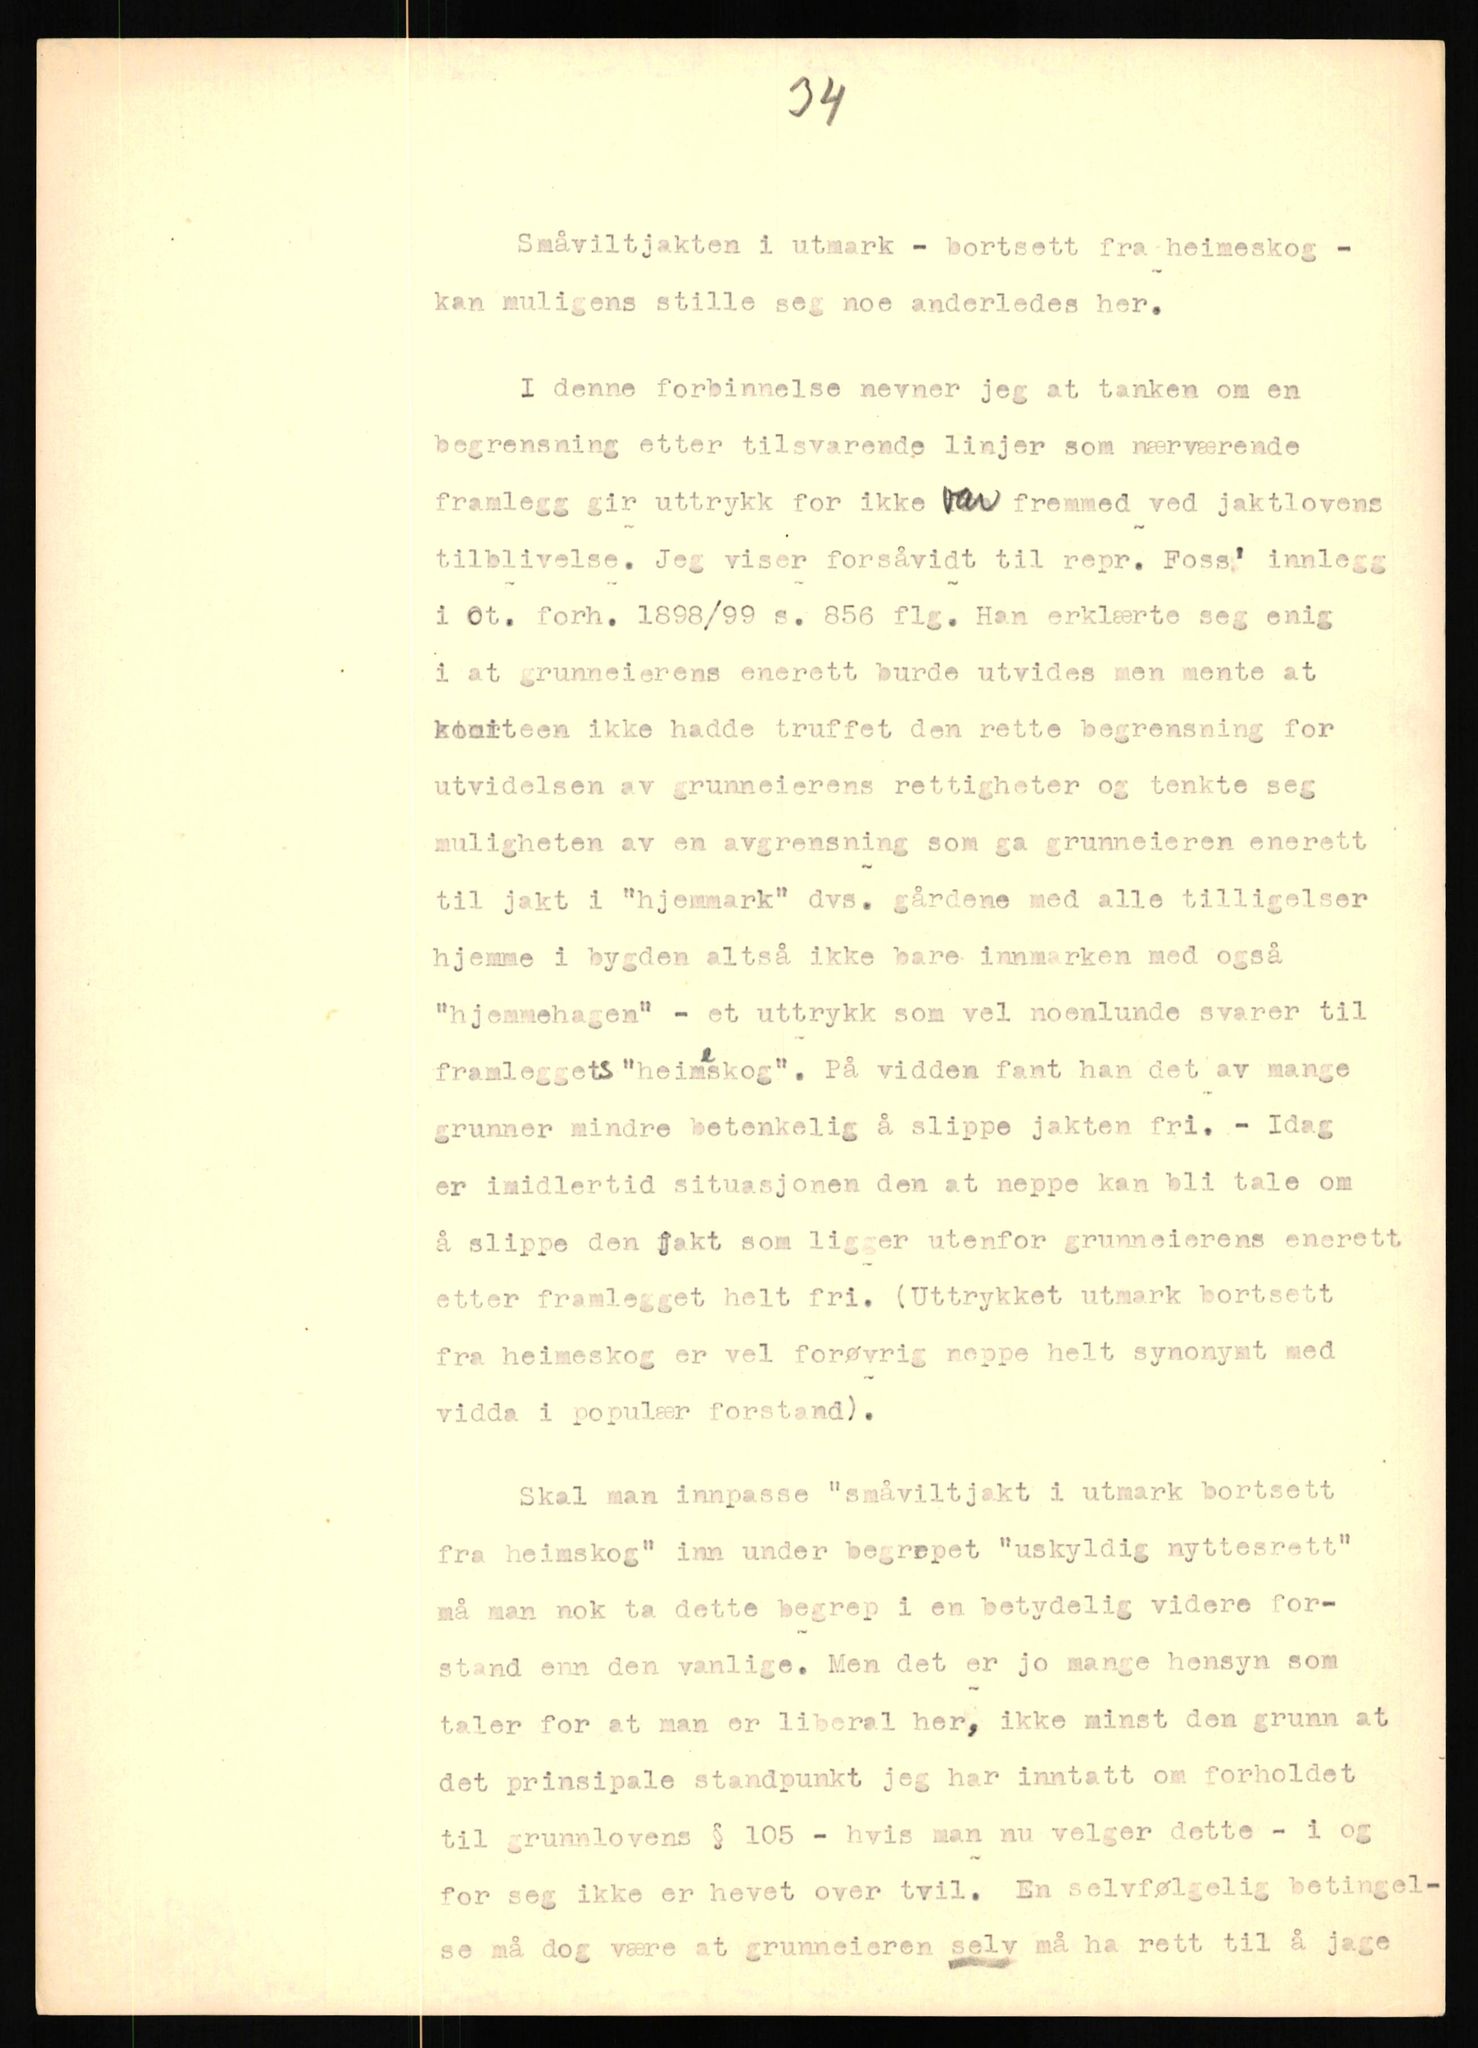 34
Småviltjakten i utmark - bortsett fra heimeskog -
kan muligens stille seg noe anderledes her.
I denne forbinnelse nevner jeg at tanken om en
begrensning etter tilsvarende linjer som nærværende
framlegg gir uttrykk for ikke var fremmed ved jaktlovens
tilblivelse. Jeg viser forsåvidt til repr. Foss' innlegg
i Ot. forh. 1898/99 s. 856 flg. Han erklærte seg enig
i at grunneierens enerett burde utvides men mente at
komiteen ikke hadde truffet den rette begrensning for
utvidelsen av grunneierens rettigheter og tenkte seg
muligheten av en avgrensning som ga grunneieren enerett
til jakt i "hjemmark" dvs. gårdene med alle tilligelser
hjemme i bygden altså ikke bare innmarken med også
"hjemmehagen" - et uttrykk som vel noenlunde svarer til
framleggets "heimeskog". På vidden fant han det av mange
grunner mindre betenkelig å slippe jakten fri. - Idag
er imidlertid situasjonen den at neppe kan bli tale om
å slippe den jakt som ligger utenfor grunneierens enerett
etter framlegget helt fri. (Uttrykket utmark bortsett
fra heimeskog er vel forøvrig neppe helt synonymt med
vidda i populær forstand).
Skal man innpasse "småviltjakt i utmark bortsett
fra heimskog" inn under begrepet "uskyldig nyttesrett"
må man nok ta dette begrep i en betydelig videre for-
stand enn den vanlige. Men det er jo mange hensyn som
taler for at man er liberal her, ikke minst den grunn at
det prinsipale standpunkt jeg har inntatt om forholdet
til grunnlovens § 105 - hvis man nu velger dette - i og
for seg ikke er hevet over tvil. En selvfølgelig betingel-
se må dog være at grunneieren selv må ha rett til å jage